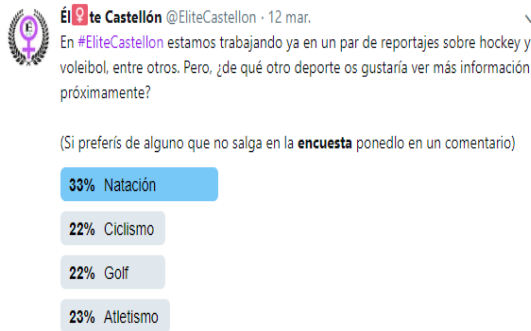 Él♀te Castellón @EliteCastellon · 12 mar.
En #EliteCastellon estamos trabajando ya en un par de reportajes sobre hockey y
voleibol, entre otros. Pero, ¿de qué otro deporte os gustaría ver más información
próximamente?
(Si preferís de alguno que no salga en la encuesta ponedlo en un comentario)
33% Natación
22% Ciclismo
22% Golf
23% Atletismo